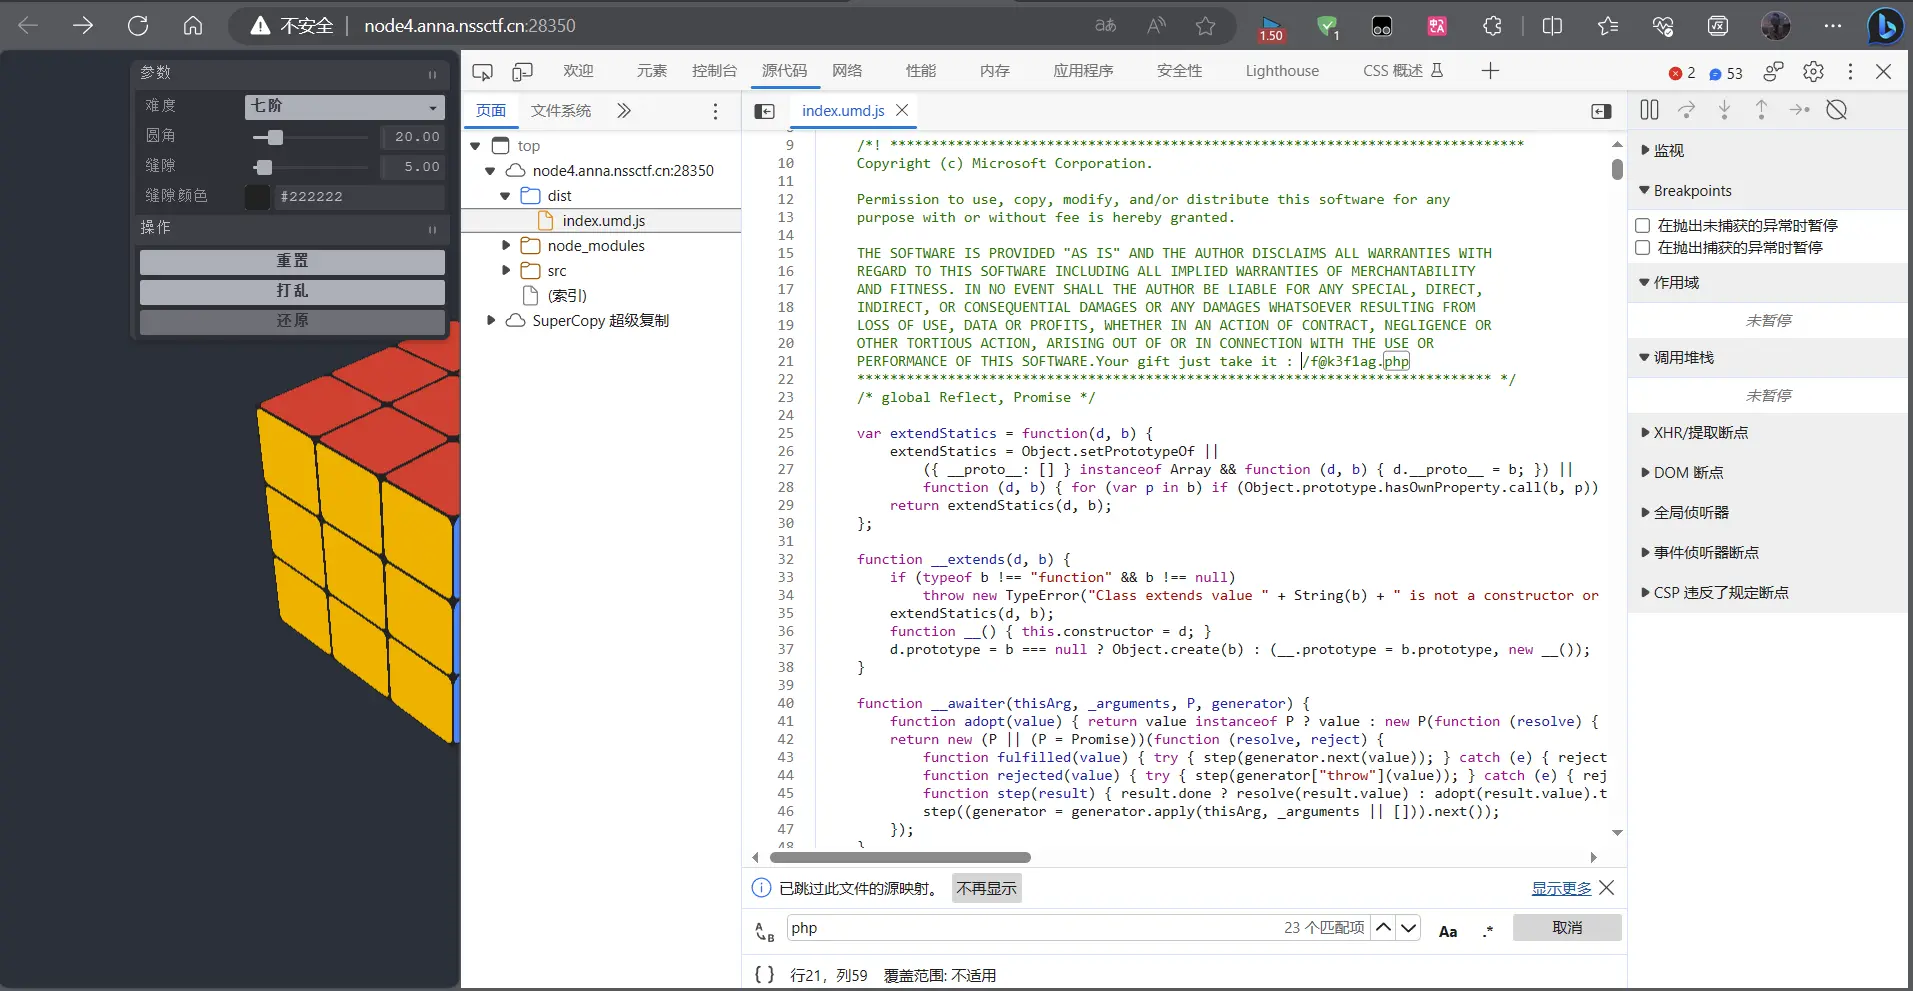 不安全 node4.anna.nssctf.cn:28350
1.50
1
参数
难度 七阶
圆角 20.00
缝隙 5.00
缝隙颜色 #222222
操作
重置
打乱
还原
欢迎 元素 控制台 源代码 网络 性能 内存 应用程序 安全性 Lighthouse CSS 概述
2 53
页面 文件系统
top
node4.anna.nssctf.cn:28350
dist
index.umd.js
node_modules
src
(索引)
SuperCopy 超级复制
index.umd.js
9 /*! *****************************************************************************
10 Copyright (c) Microsoft Corporation.
11
12 Permission to use, copy, modify, and/or distribute this software for any
13 purpose with or without fee is hereby granted.
14
15 THE SOFTWARE IS PROVIDED "AS IS" AND THE AUTHOR DISCLAIMS ALL WARRANTIES WITH
16 REGARD TO THIS SOFTWARE INCLUDING ALL IMPLIED WARRANTIES OF MERCHANTABILITY
17 AND FITNESS. IN NO EVENT SHALL THE AUTHOR BE LIABLE FOR ANY SPECIAL, DIRECT,
18 INDIRECT, OR CONSEQUENTIAL DAMAGES OR ANY DAMAGES WHATSOEVER RESULTING FROM
19 LOSS OF USE, DATA OR PROFITS, WHETHER IN AN ACTION OF CONTRACT, NEGLIGENCE OR
20 OTHER TORTIOUS ACTION, ARISING OUT OF OR IN CONNECTION WITH THE USE OR
21 PERFORMANCE OF THIS SOFTWARE.Your gift just take it : /f@k3f1ag.php
22 ***************************************************************************** */
23 /* global Reflect, Promise */
24
25 var extendStatics = function(d, b) {
26 extendStatics = Object.setPrototypeOf ||
27 ({ __proto__: [] } instanceof Array && function (d, b) { d.__proto__ = b; }) ||
28 function (d, b) { for (var p in b) if (Object.prototype.hasOwnProperty.call(b, p))
29 return extendStatics(d, b);
30 };
31
32 function __extends(d, b) {
33 if (typeof b !== "function" && b !== null)
34 throw new TypeError("Class extends value " + String(b) + " is not a constructor or
35 extendStatics(d, b);
36 function __() { this.constructor = d; }
37 d.prototype = b === null ? Object.create(b) : (__.prototype = b.prototype, new __());
38 }
39
40 function __awaiter(thisArg, _arguments, P, generator) {
41 function adopt(value) { return value instanceof P ? value : new P(function (resolve) {
42 return new (P || (P = Promise))(function (resolve, reject) {
43 function fulfilled(value) { try { step(generator.next(value)); } catch (e) { reject
44 function rejected(value) { try { step(generator["throw"](value)); } catch (e) { rej
45 function step(result) { result.done ? resolve(result.value) : adopt(result.value).t
46 step((generator = generator.apply(thisArg, _arguments || [])).next());
47 });
48 }
已跳过此文件的源映射。 不再显示 显示更多
php 23 个匹配项 Aa .* 取消
{ } 行21，列59 覆盖范围: 不适用
监视
Breakpoints
在抛出未捕获的异常时暂停
在抛出捕获的异常时暂停
作用域
未暂停
调用堆栈
未暂停
XHR/提取断点
DOM 断点
全局侦听器
事件侦听器断点
CSP 违反了规定断点